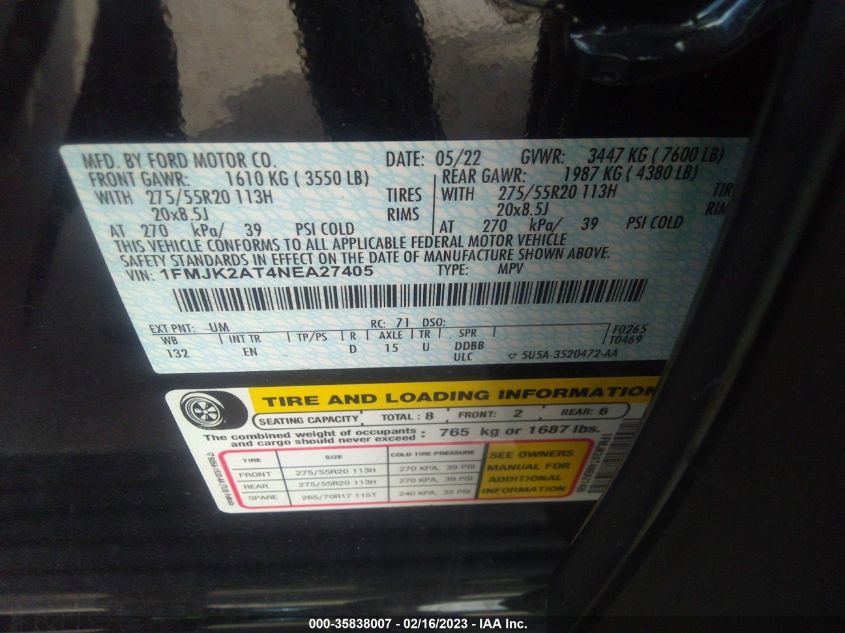 MFD. BY FORD MOTOR CO. DATE: 05/22 GVWR: 3447 KG ( 7600 LB)
FRONT GAWR: 1610 KG ( 3550 LB) REAR GAWR: 1987 KG ( 4380 LB)
WITH 275/55R20 113H TIRES WITH 275/55R20 113H
20x8.5J RIMS 20x8.5J
AT 270 kPa/ 39 PSI COLD AT 270 kPa/ 39 PSI COLD
THIS VEHICLE CONFORMS TO ALL APPLICABLE FEDERAL MOTOR VEHICLE
SAFETY STANDARDS IN EFFECT ON THE DATE OF MANUFACTURE SHOWN ABOVE.
VIN: 1FMJK2AT4NEA27405 TYPE: MPV
EXT PNT: UM RC: 71 DSO: F0265
WB INT TR TP/PS R AXLE TR SPR T0469
132 EN D 15 U DDBB
ULC 5U5A-3520472-AA
TIRE AND LOADING INFORMATION
SEATING CAPACITY TOTAL : 8 FRONT: 2 REAR: 6
The combined weight of occupants and cargo should never exceed : 765 kg or 1687 lbs.
TIRE SIZE COLD TIRE PRESSURE
FRONT 275/55R20 113H 270 KPA, 39 PSI
REAR 275/55R20 113H 270 KPA, 39 PSI
SPARE 265/70R17 115T 240 KPA, 35 PSI
SEE OWNERS
MANUAL FOR
ADDITIONAL
INFORMATION
000-35838007 - 02/16/2023 - IAA Inc.